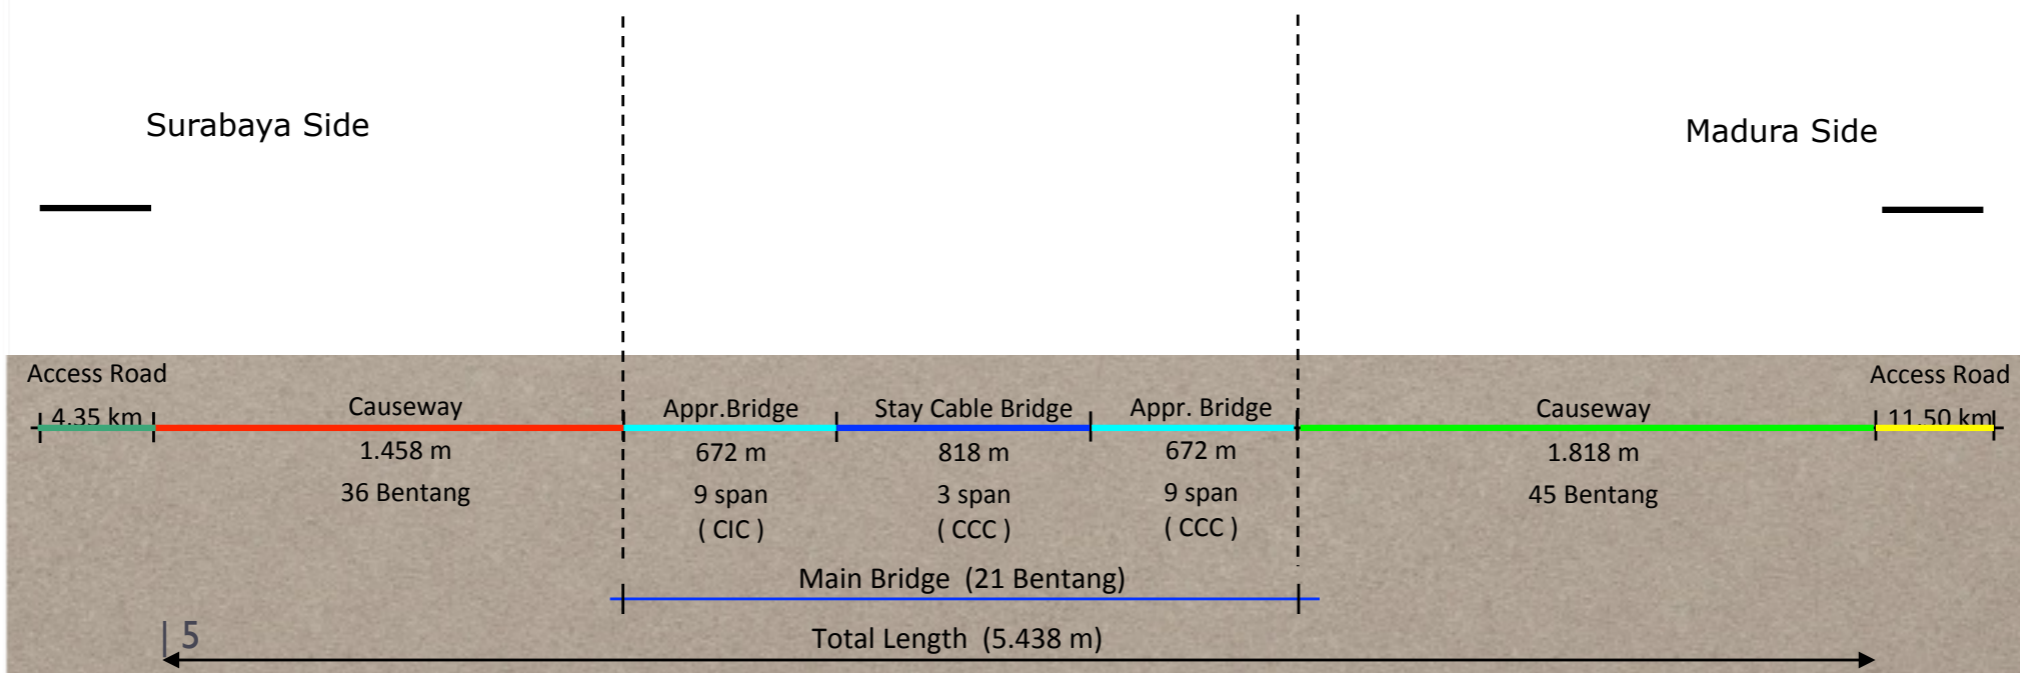 Surabaya Side
Madura Side
Access Road
4.35 km
Causeway
1.458 m
36 Bentang
Appr.Bridge
672 m
9 span
( CIC )
Stay Cable Bridge
818 m
3 span
( CCC )
Appr. Bridge
672 m
9 span
( CCC )
Causeway
1.818 m
45 Bentang
Access Road
11.50 km
Main Bridge (21 Bentang)
Total Length (5.438 m)
| 5